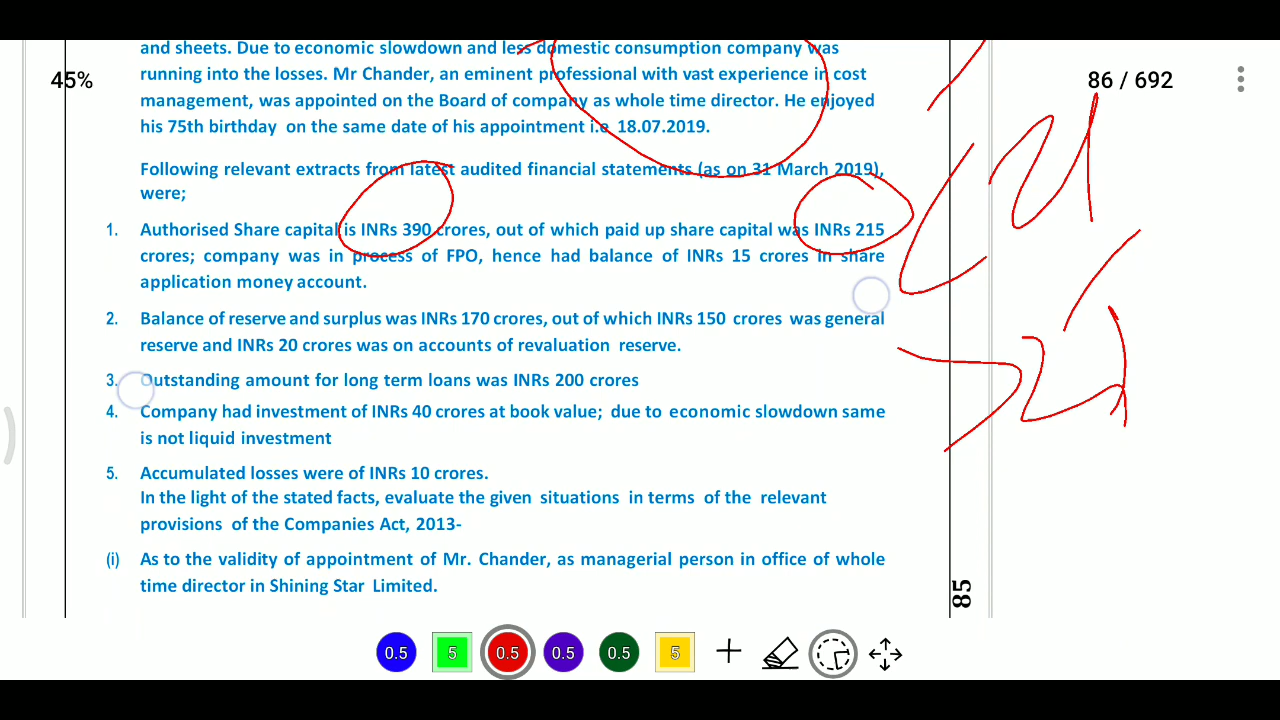 and sheets. Due to economic slowdown and less domestic consumption company was
45%
86 / 692
running into the losses. Mr Chander, an eminent professional with vast experience in cost
management, was appointed on the Board of company as whole time director. He enjoyed
his 75th birthday on the same date of his appointment i.e 18.07.2019.
Following relevant extracts from latest audited financial statements (as on 31 March 2019),
were;
1. Authorised Share capital is INRs 390 crores, out of which paid up share capital was INRs 215
crores; company was in process of FPO, hence had balance of INRs 15 crores in share
application money account.
2. Balance of reserve and surplus was INRs 170 crores, out of which INRs 150 crores was general
reserve and INRs 20 crores was on accounts of revaluation reserve.
3. Outstanding amount for long term loans was INRs 200 crores
4. Company had investment of INRs 40 crores at book value; due to economic slowdown same
is not liquid investment
5. Accumulated losses were of INRs 10 crores.
In the light of the stated facts, evaluate the given situations in terms of the relevant
provisions of the Companies Act, 2013-
(i) As to the validity of appointment of Mr. Chander, as managerial person in office of whole
time director in Shining Star Limited.
85
0.5 5 0.5 0.5 0.5 5